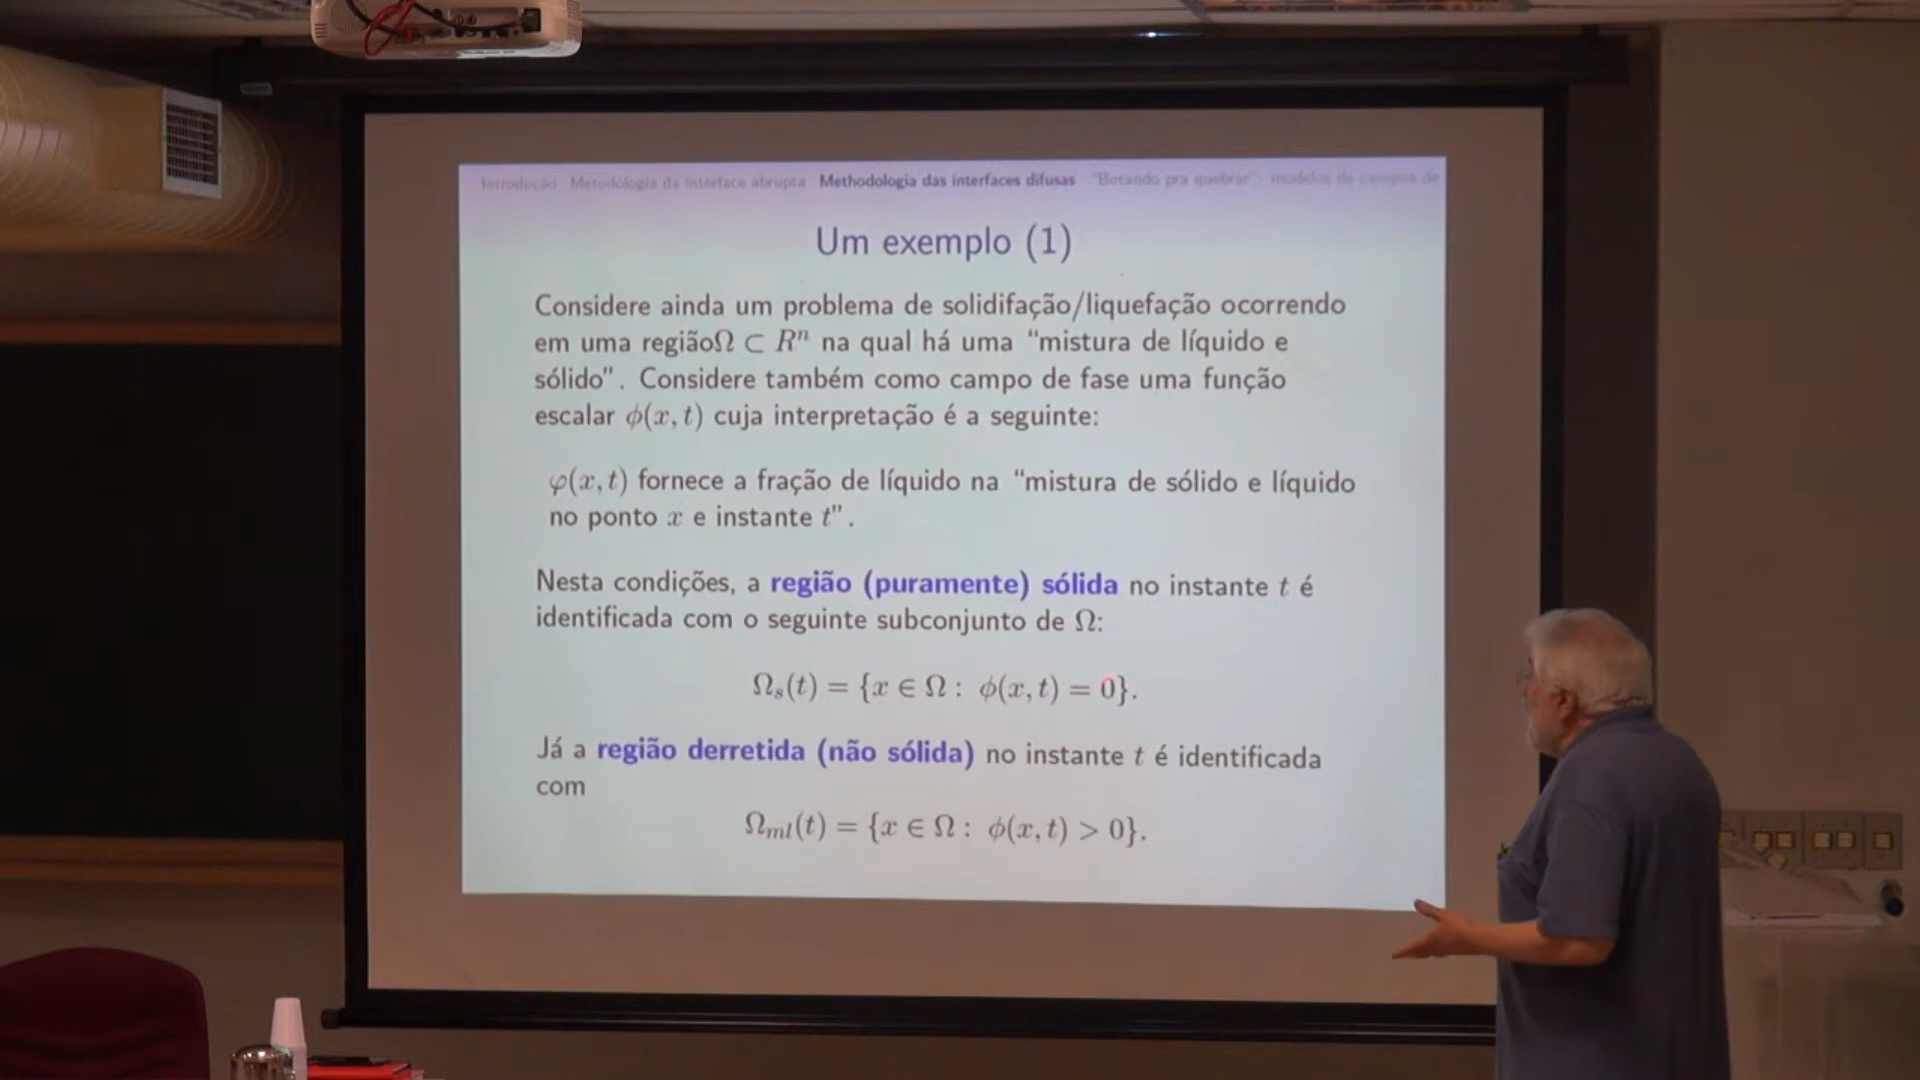 Introdução Metodologia da interface abrupta Methodologia das interfaces difusas "Botando pra quebrar": modelos de campos de
Um exemplo (1)
Considere ainda um problema de solidifação/liquefação ocorrendo
em uma regiãoΩ ⊂ Rⁿ na qual há uma “mistura de líquido e
sólido”. Considere também como campo de fase uma função
escalar ϕ(x, t) cuja interpretação é a seguinte:
φ(x, t) fornece a fração de líquido na “mistura de sólido e líquido
no ponto x e instante t”.
Nesta condições, a região (puramente) sólida no instante t é
identificada com o seguinte subconjunto de Ω:
Ωₛ(t) = {x ∈ Ω : ϕ(x, t) = 0}.
Já a região derretida (não sólida) no instante t é identificada
com
Ωₘₗ(t) = {x ∈ Ω : ϕ(x, t) > 0}.